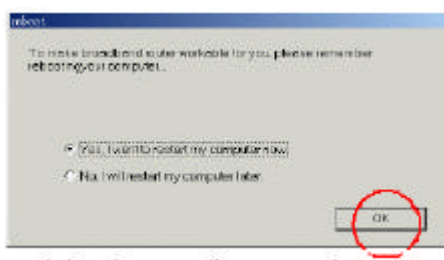 reboot
To make broadband router workable for you, please remember
rebooting your computer...
Yes, I want to restart my computer now.
No, I will restart my computer later.
OK